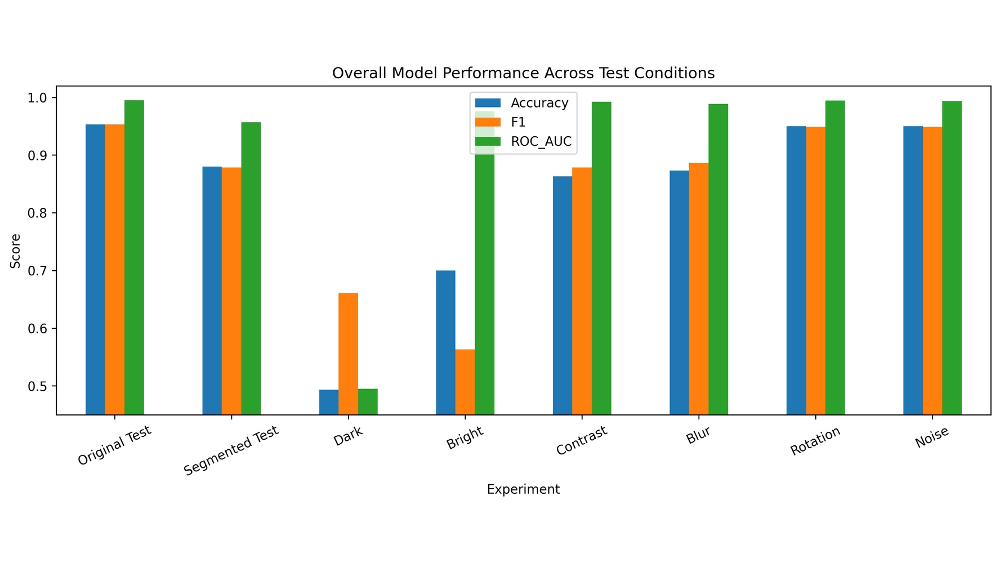 Overall Model Performance Across Test Conditions
Accuracy
F1
ROC_AUC
Score
1.0
0.9
0.8
0.7
0.6
0.5
Original Test
Segmented Test
Dark
Bright
Contrast
Blur
Rotation
Noise
Experiment